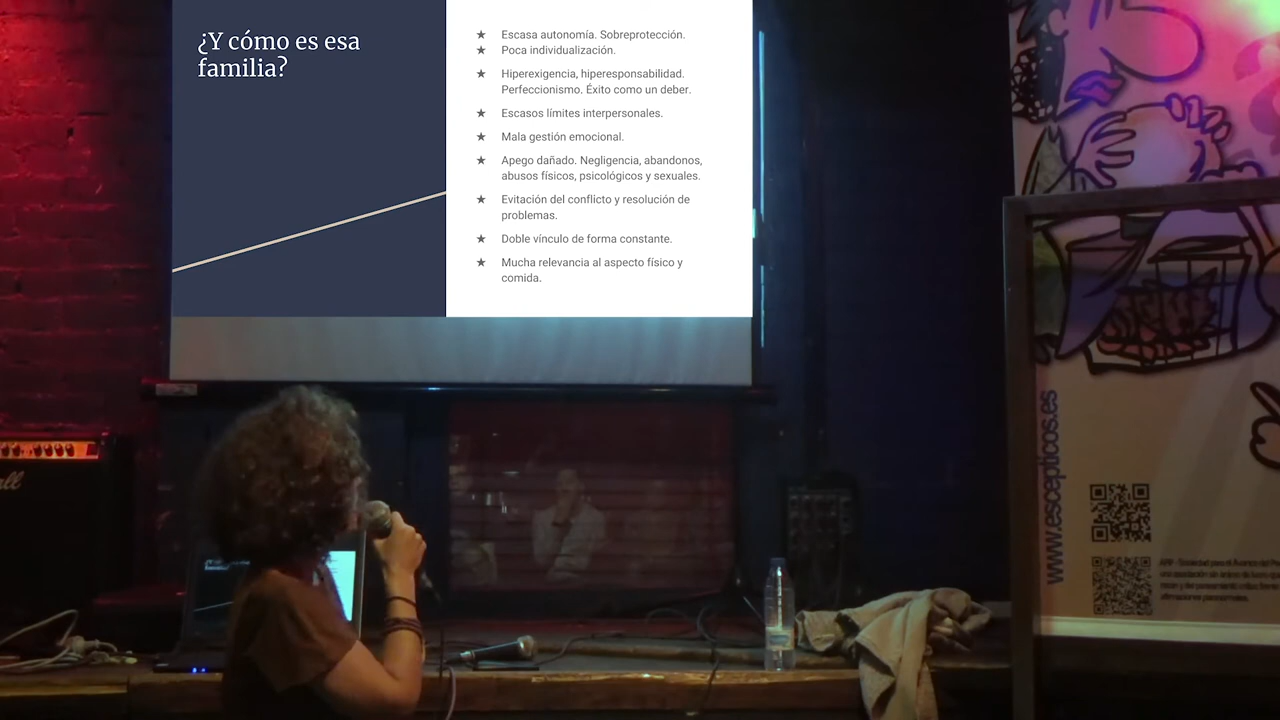 ¿Y cómo es esa
familia?
★ Escasa autonomía. Sobreprotección.
★ Poca individualización.
★ Hiperexigencia, hiperresponsabilidad.
Perfeccionismo. Éxito como un deber.
★ Escasos límites interpersonales.
★ Mala gestión emocional.
★ Apego dañado. Negligencia, abandonos,
abusos físicos, psicológicos y sexuales.
★ Evitación del conflicto y resolución de
problemas.
★ Doble vínculo de forma constante.
★ Mucha relevancia al aspecto físico y
comida.
www.escepticos.es